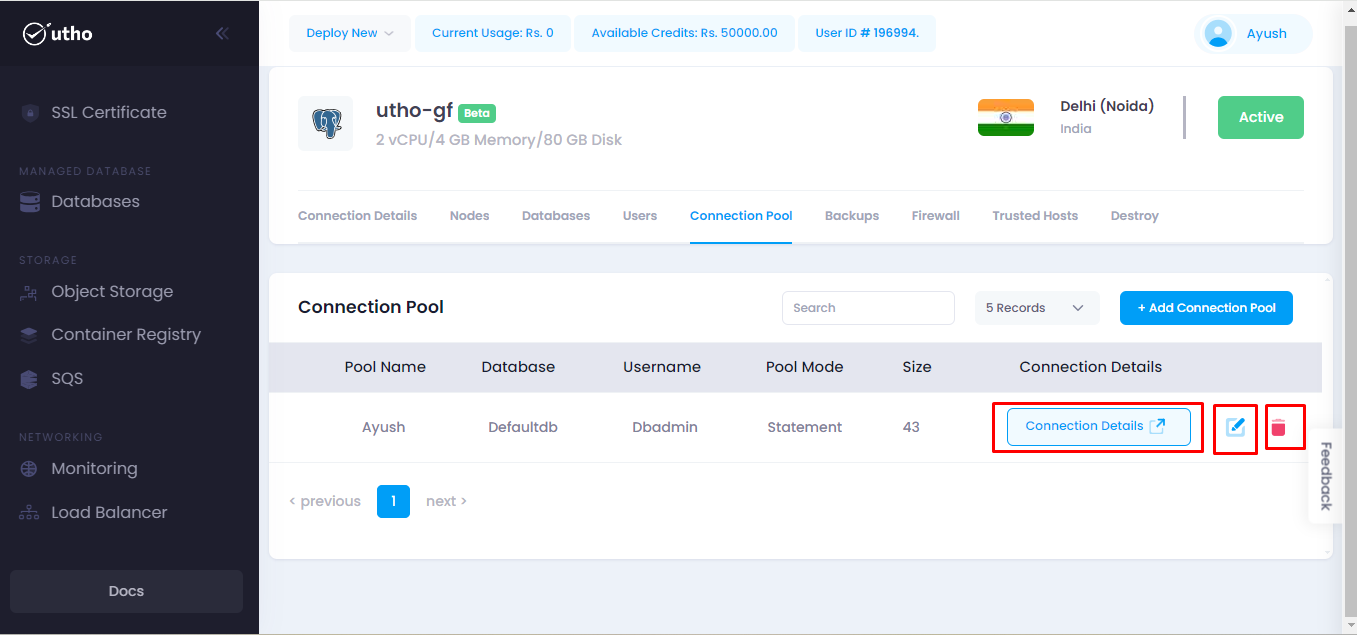 utho
SSL Certificate
MANAGED DATABASE
Databases
STORAGE
Object Storage
Container Registry
SQS
NETWORKING
Monitoring
Load Balancer
Docs
Deploy New
Current Usage: Rs. 0
Available Credits: Rs. 50000.00
User ID # 196994.
Ayush
utho-gf Beta
2 vCPU/4 GB Memory/80 GB Disk
Delhi (Noida)
India
Active
Connection Details Nodes Databases Users Connection Pool Backups Firewall Trusted Hosts Destroy
Connection Pool
Search
5 Records
+ Add Connection Pool
Pool Name Database Username Pool Mode Size Connection Details
Ayush Defaultdb Dbadmin Statement 43 Connection Details
< previous 1 next >
Feedback